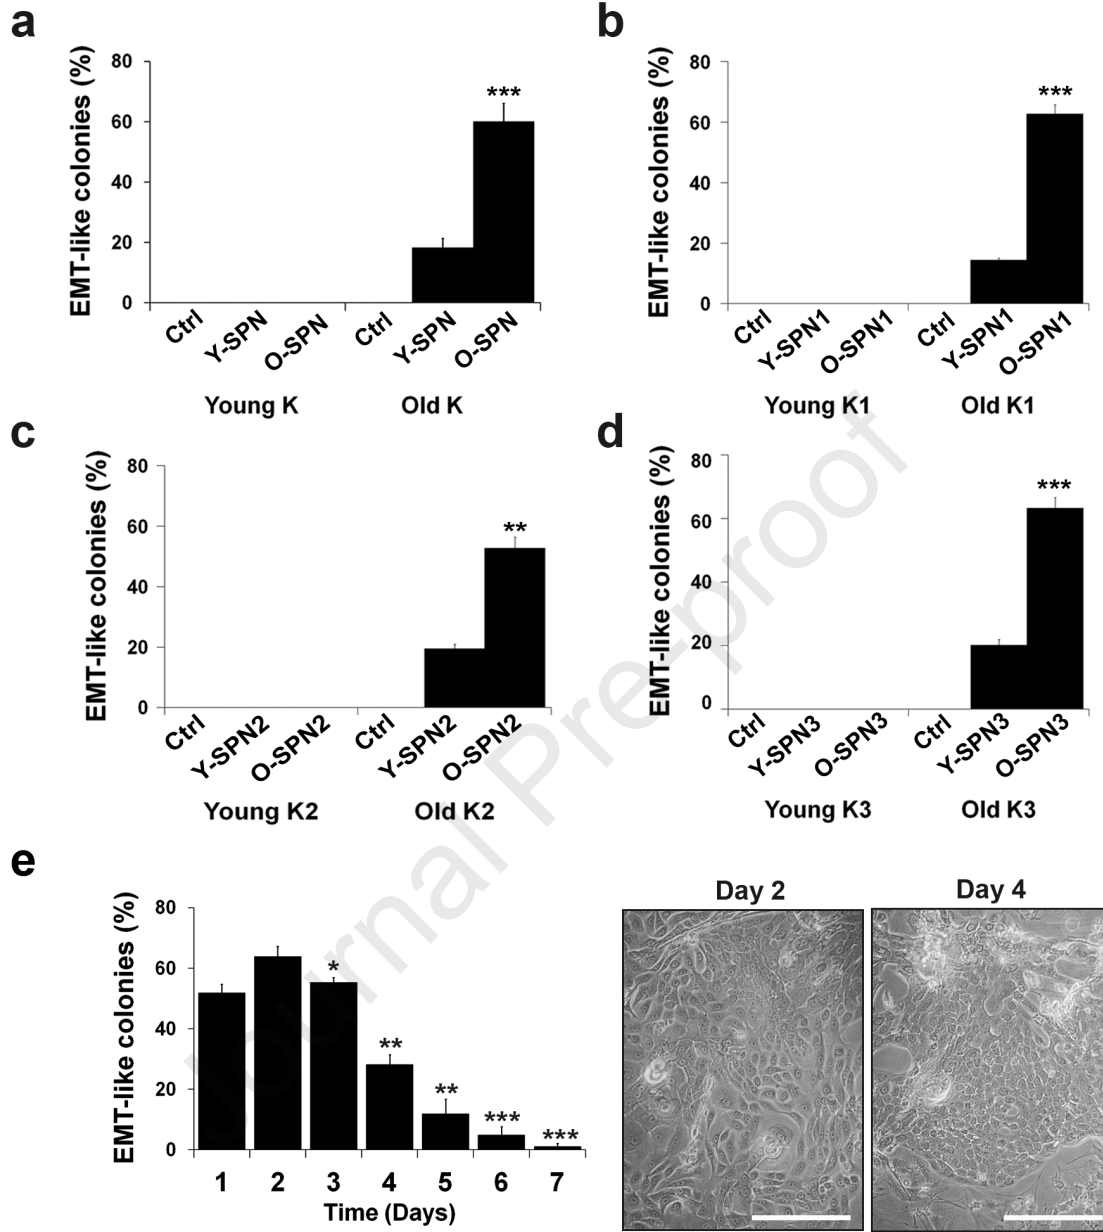 a
EMT-like colonies (%)
80
60
40
20
0
***
Ctrl
Y-SPN
O-SPN
Ctrl
Y-SPN
O-SPN
Young K
Old K
b
EMT-like colonies (%)
80
60
40
20
0
***
Ctrl
Y-SPN1
O-SPN1
Ctrl
Y-SPN1
O-SPN1
Young K1
Old K1
c
EMT-like colonies (%)
80
60
40
20
0
**
Ctrl
Y-SPN2
O-SPN2
Ctrl
Y-SPN2
O-SPN2
Young K2
Old K2
d
EMT-like colonies (%)
80
60
40
20
0
***
Ctrl
Y-SPN3
O-SPN3
Ctrl
Y-SPN3
O-SPN3
Young K3
Old K3
e
EMT-like colonies (%)
80
60
40
20
0
*
**
**
***
***
1 2 3 4 5 6 7
Time (Days)
Day 2
Day 4
Journal Pre-proof